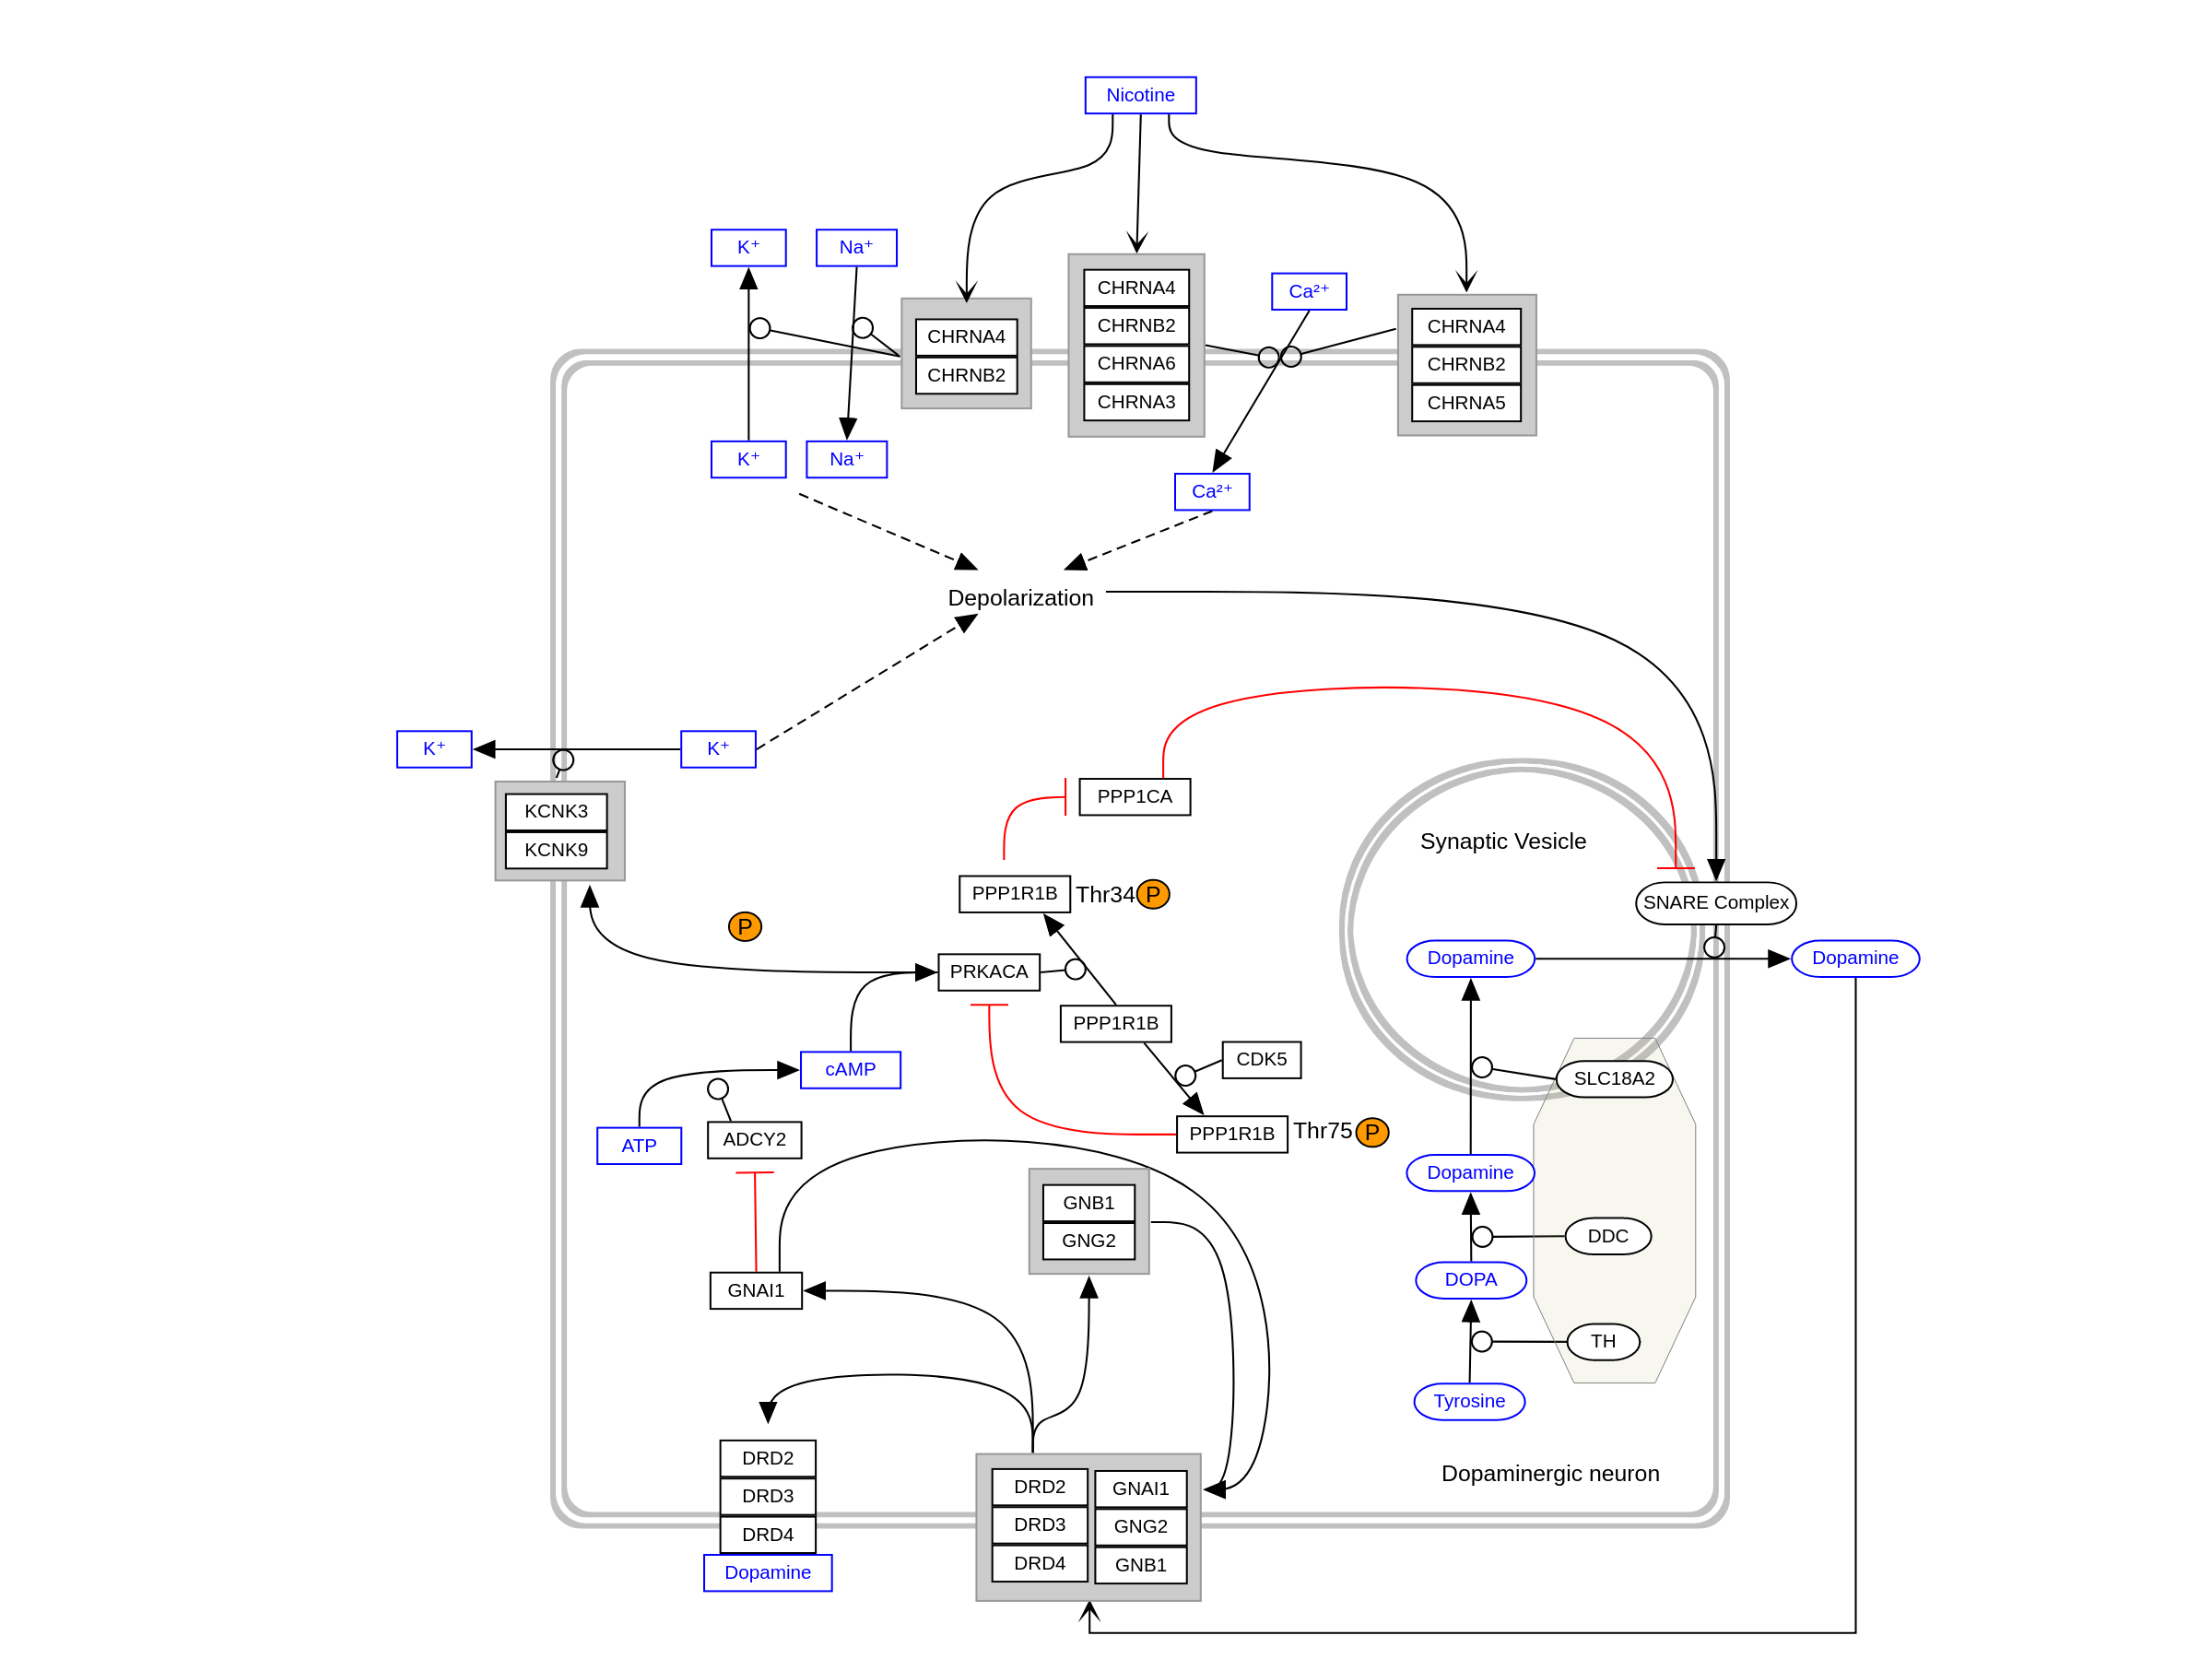 Nicotine
K⁺
Na⁺
CHRNA4
CHRNB2
CHRNA4
CHRNB2
CHRNA6
CHRNA3
Ca²⁺
CHRNA4
CHRNB2
CHRNA5
K⁺
Na⁺
Ca²⁺
Depolarization
K⁺
K⁺
KCNK3
KCNK9
PPP1CA
Synaptic Vesicle
PPP1R1B Thr34 P
SNARE Complex
P
PRKACA
Dopamine
Dopamine
PPP1R1B
CDK5
cAMP
SLC18A2
ATP
ADCY2
PPP1R1B Thr75 P
Dopamine
GNB1
GNG2
DDC
GNAI1
DOPA
TH
Tyrosine
DRD2
DRD3
DRD4
Dopamine
DRD2
DRD3
DRD4
GNAI1
GNG2
GNB1
Dopaminergic neuron